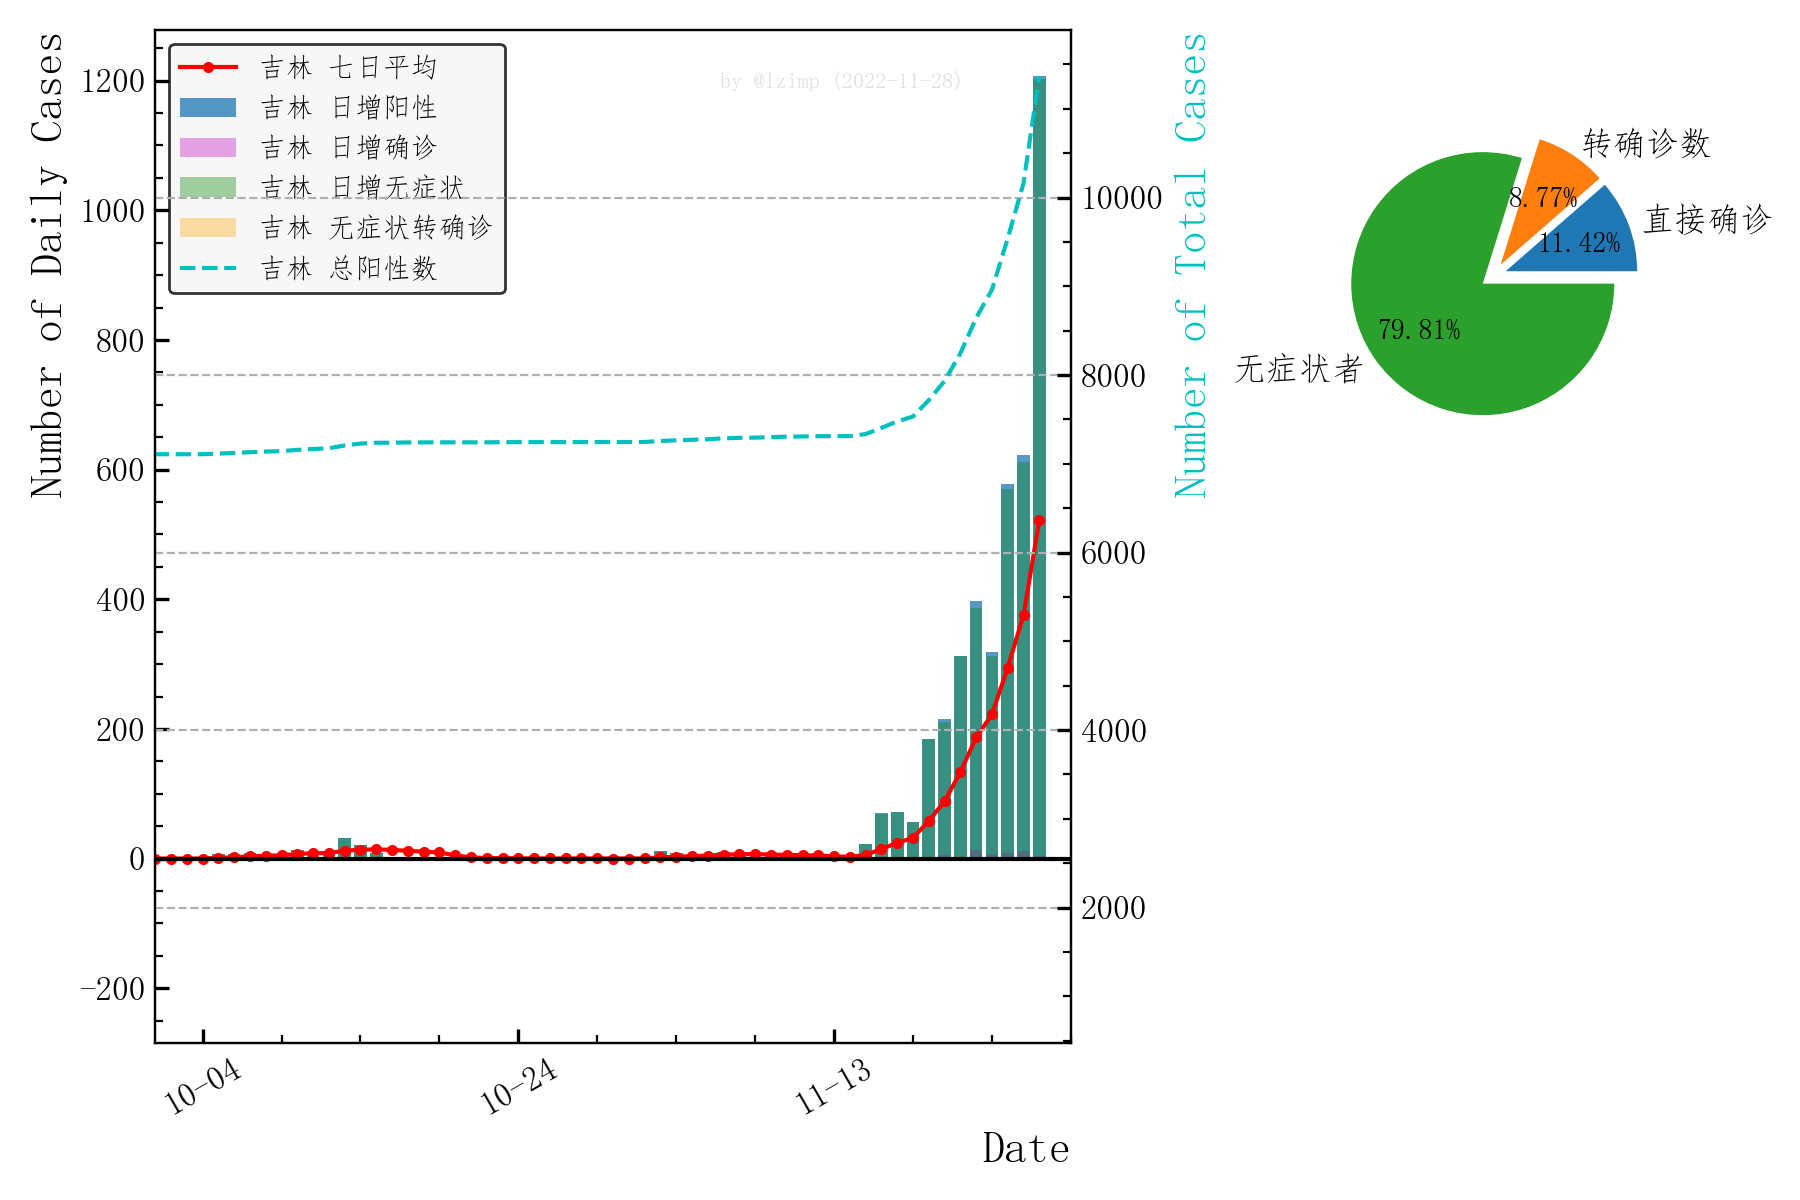 Number of Daily Cases
1200
1000
800
600
400
200
0
−200
吉林 七日平均
吉林 日增阳性
吉林 日增确诊
吉林 日增无症状
吉林 无症状转确诊
吉林 总阳性数
by @lzimp (2022-11-28)
10000
8000
6000
4000
2000
Number of Total Cases
10-04
10-24
11-13
Date
转确诊数
8.77%
直接确诊
11.42%
79.81%
无症状者